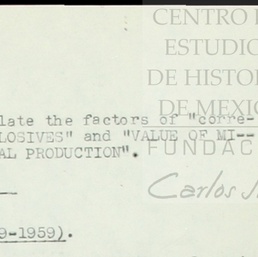 CENTRO
ESTUDIO
DE HISTO
DE MEXIC
late the factors of "corre-
LOSIVES" and "VALUE OF MI--
AL PRODUCTION".
FUNDAC
Carlos
--
9-1959).